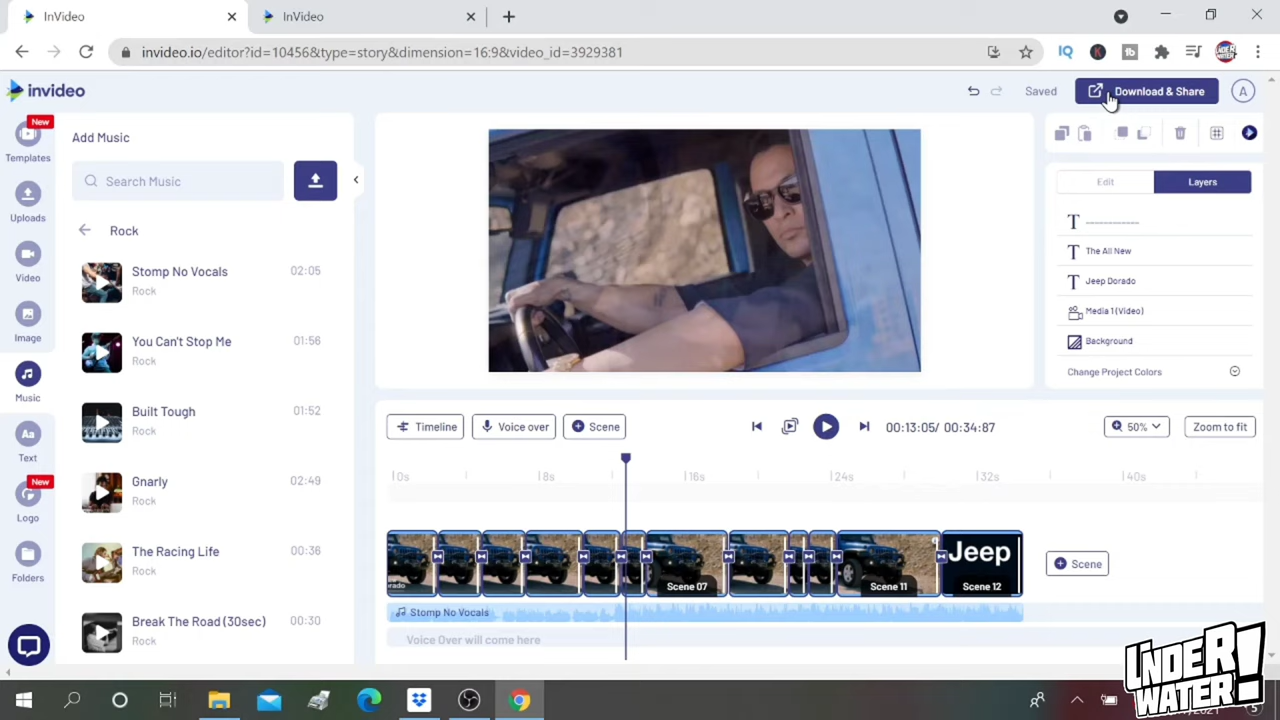 InVideo
InVideo
invideo.io/editor?id=10456&type=story&dimension=16:9&video_id=3929381
invideo
Saved
Download & Share
A
New
Templates
Uploads
Video
Image
Music
Text
New
Logo
Folders
Add Music
Search Music
Rock
Stomp No Vocals 02:05
Rock
You Can't Stop Me 01:56
Rock
Built Tough 01:52
Rock
Gnarly 02:49
Rock
The Racing Life 00:36
Rock
Break The Road (30sec) 00:30
Rock
Edit Layers
------------
The All New
Jeep Dorado
Media 1 (Video)
Background
Change Project Colors
Timeline Voice over Scene
00:13:05/ 00:34:87
50% Zoom to fit
0s 8s 16s 24s 32s 40s
Scene 07
Scene 11
Jeep
Scene 12
Scene
Stomp No Vocals
Voice Over will come here
UNDER
WATER!